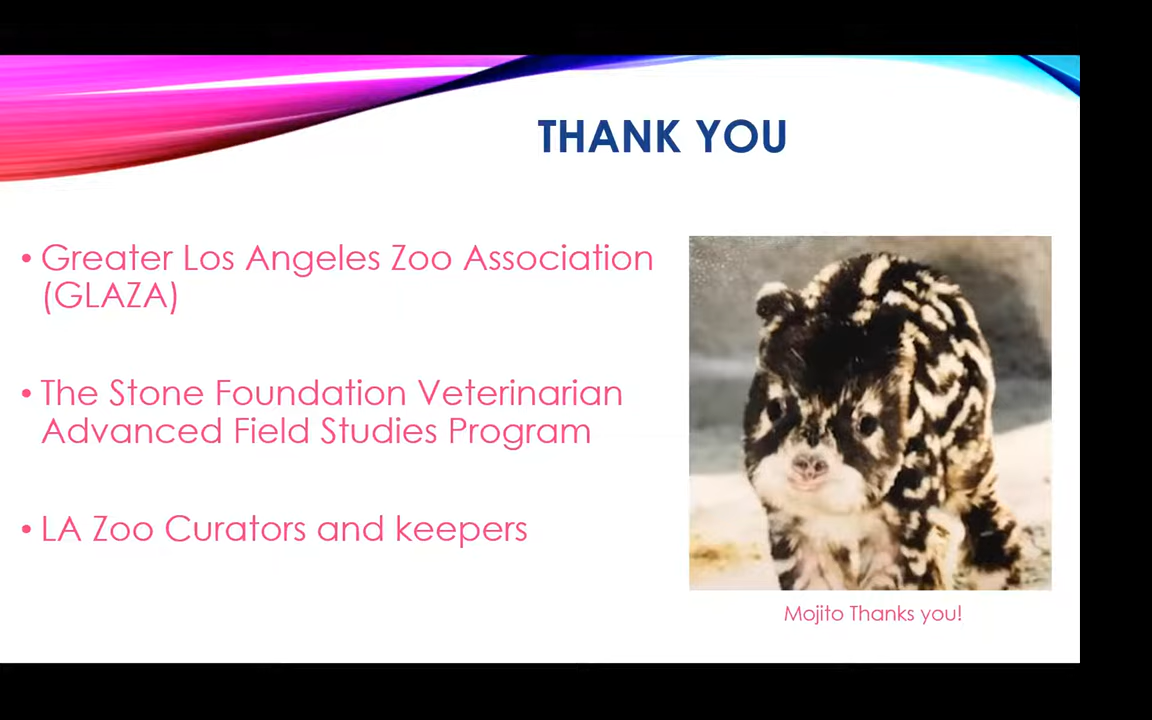 THANK YOU
• Greater Los Angeles Zoo Association
(GLAZA)
• The Stone Foundation Veterinarian
Advanced Field Studies Program
• LA Zoo Curators and keepers
Mojito Thanks you!